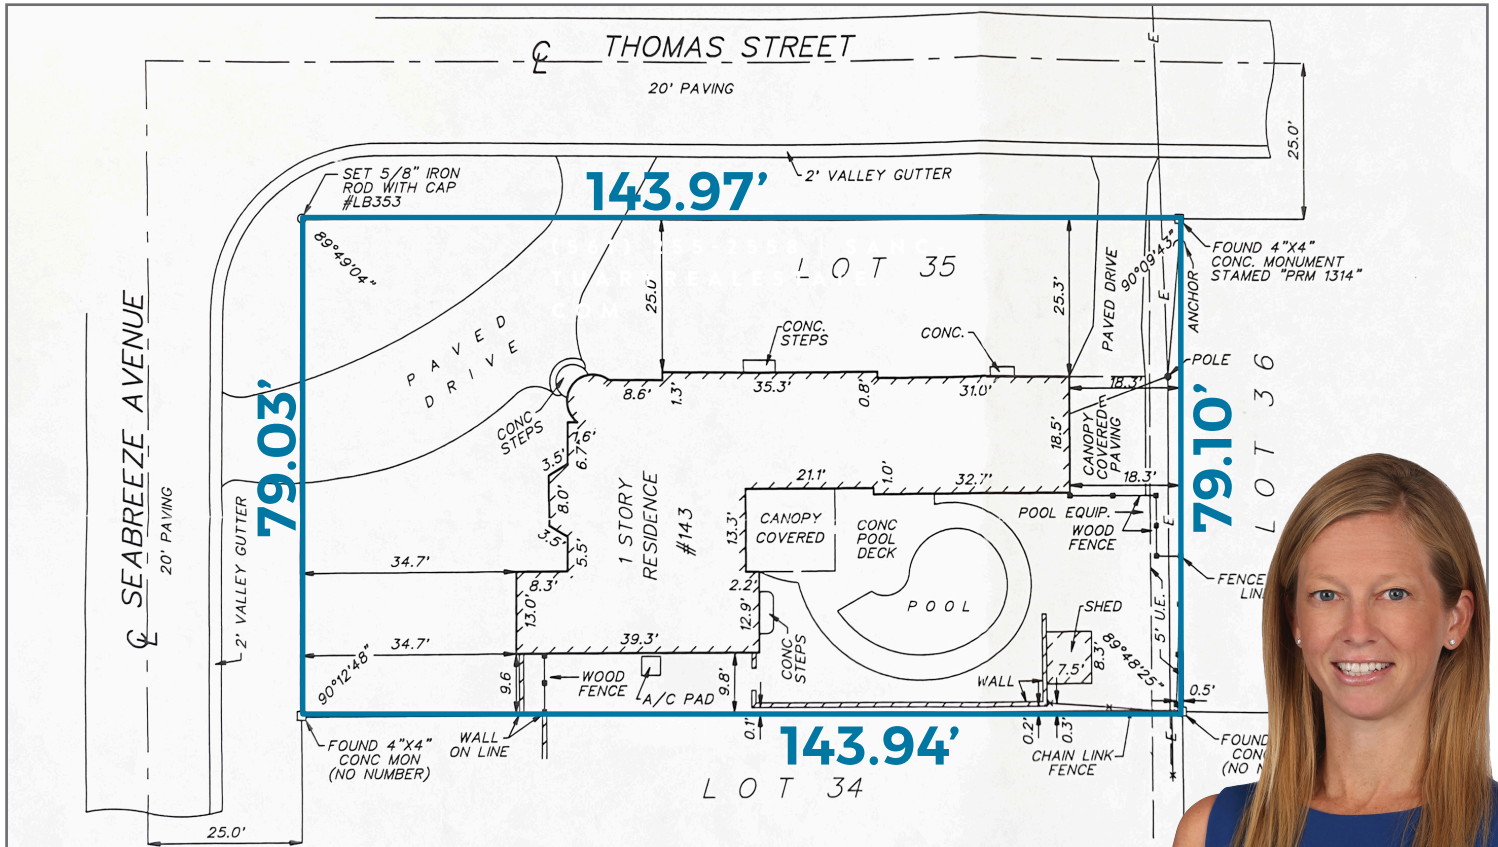 ℄ THOMAS STREET
20' PAVING
25.0'
SET 5/8" IRON
ROD WITH CAP
#LB353
143.97'
2' VALLEY GUTTER
89°49'04"
LOT 35
90°09'43"
FOUND 4"X4"
CONC. MONUMENT
STAMED "PRM 1314"
ANCHOR
E
E
PAVED DRIVE
25.0'
25.3'
CONC.
STEPS
CONC.
PAVED
DRIVE
POLE
LOT 36
8.6'
1.3'
35.3'
0.8'
31.0'
18.3'
E
CONC
STEPS
CANOPY
COVERED
PAVING
18.5'
18.3'
79.03'
79.10'
℄ SEABREEZE AVENUE
20' PAVING
2' VALLEY GUTTER
1.6'
6.7'
3.5'
8.0'
3.5'
5.5'
1 STORY
RESIDENCE
#143
21.1'
1.0'
32.7'
13.3'
CANOPY
COVERED
CONC
POOL
DECK
POOL EQUIP.
WOOD
FENCE
E
34.7'
8.3'
13.0'
2.2'
12.9'
POOL
SHED
5' U.E.
FENCE
34.7'
39.3'
CONC
STEPS
7.5'
8.3'
89°48'25"
90°12'48"
9.6
WOOD
FENCE
A/C PAD
9.8'
WALL
0.5'
FOUND 4"X4"
CONC MON
(NO NUMBER)
WALL
ON LINE
0.1'
143.94'
0.2'
0.3'
CHAIN LINK
FENCE
E
FOUND
LOT 34
25.0'